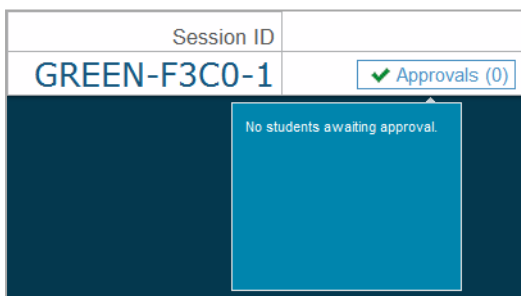 Session ID
GREEN-F3C0-1
Approvals (0)
No students awaiting approval.